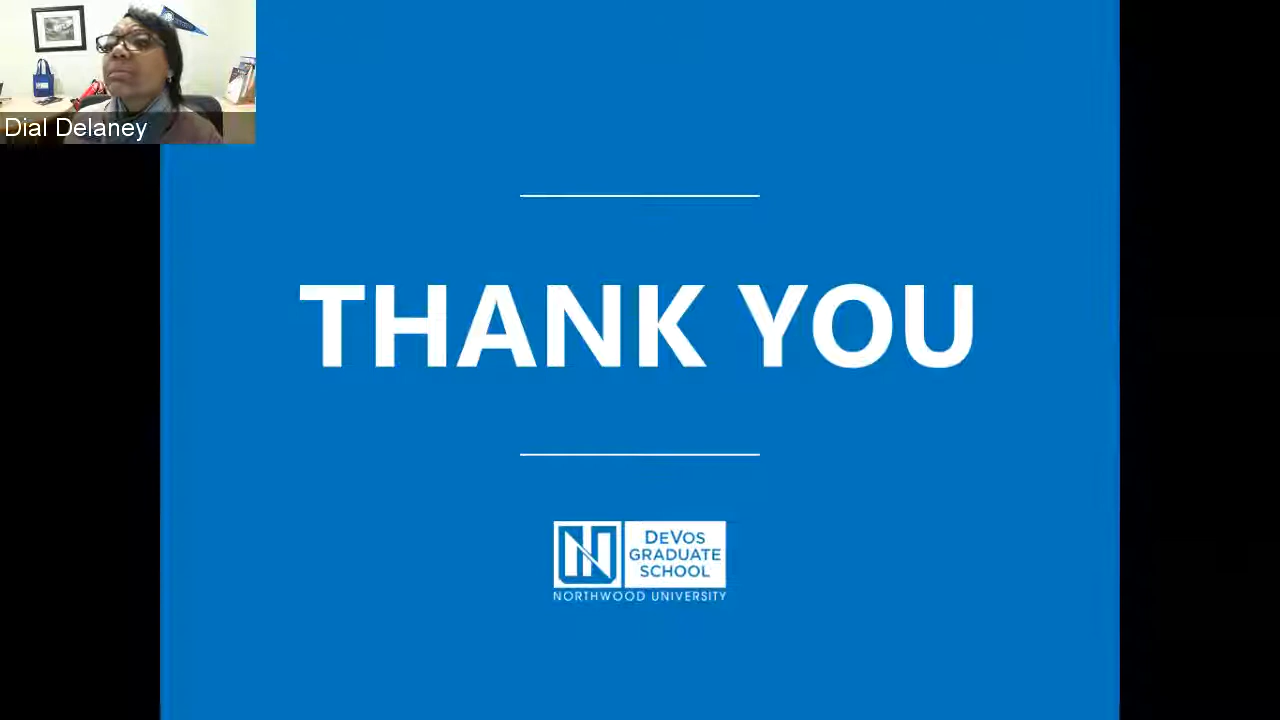 Dial Delaney
THANK YOU
DEVOS
GRADUATE
SCHOOL
NORTHWOOD UNIVERSITY